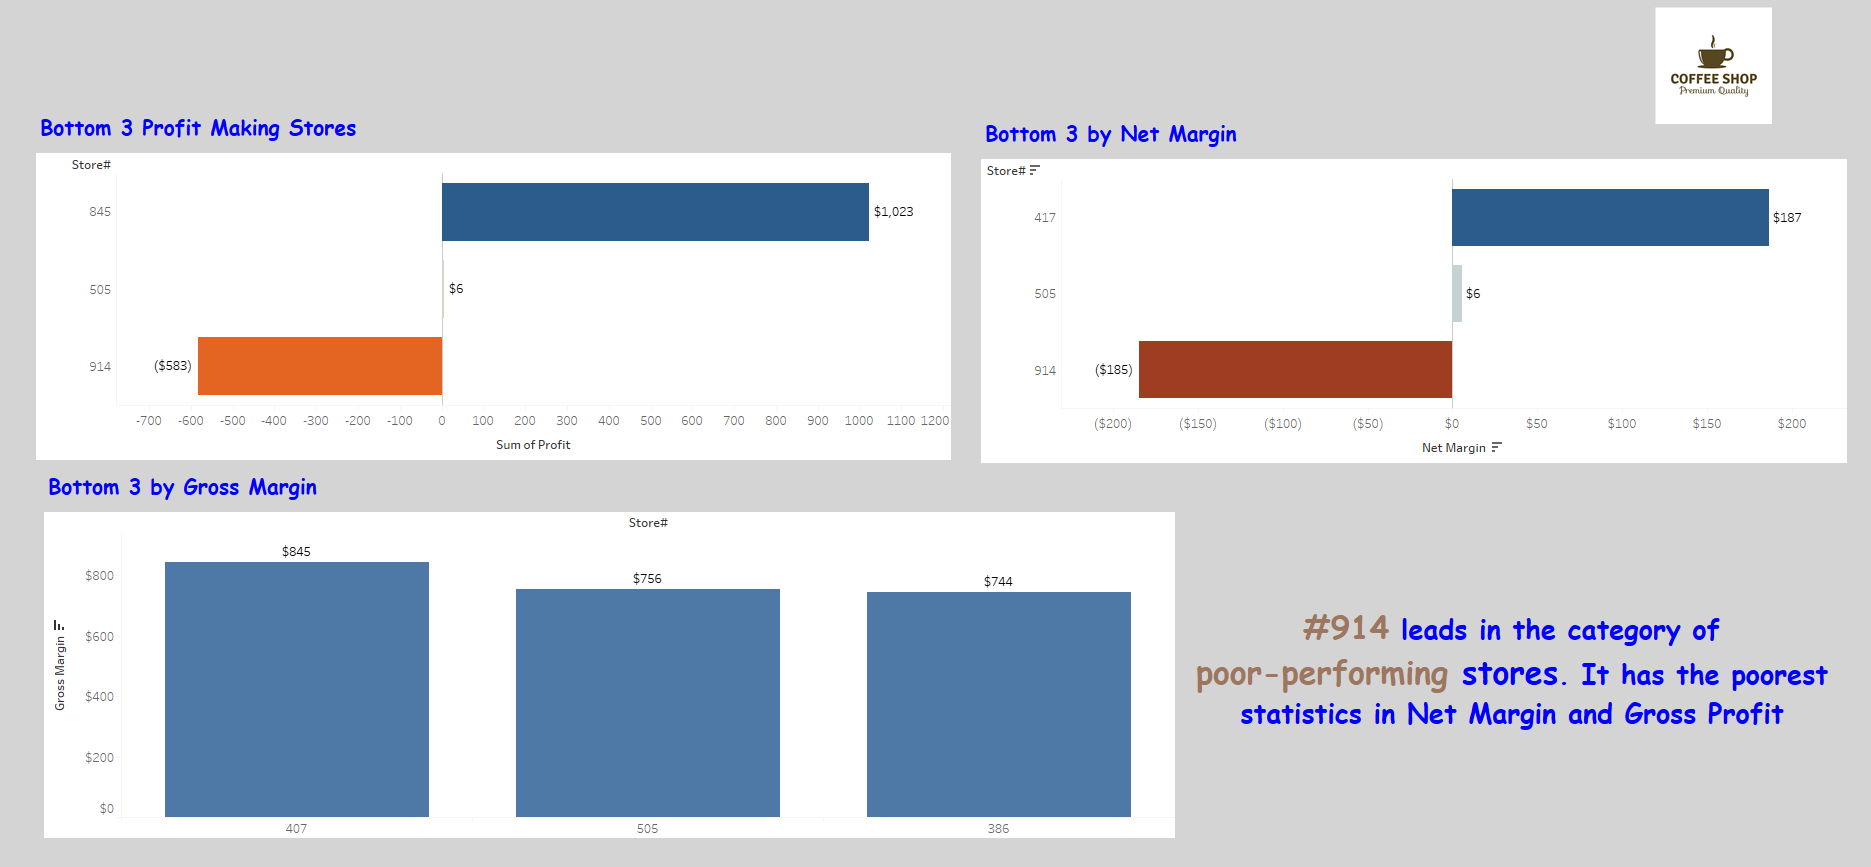 COFFEE SHOP
Premium Quality
Bottom 3 Profit Making Stores
Store#
845
$1,023
505
$6
914
($583)
-700 -600 -500 -400 -300 -200 -100 0 100 200 300 400 500 600 700 800 900 1000 1100 1200
Sum of Profit
Bottom 3 by Net Margin
Store#
417
$187
505
$6
914
($185)
($200) ($150) ($100) ($50) $0 $50 $100 $150 $200
Net Margin
Bottom 3 by Gross Margin
Store#
$845
$756
$744
$800
$600
$400
$200
$0
Gross Margin
407 505 386
#914 leads in the category of
poor-performing stores. It has the poorest
statistics in Net Margin and Gross Profit